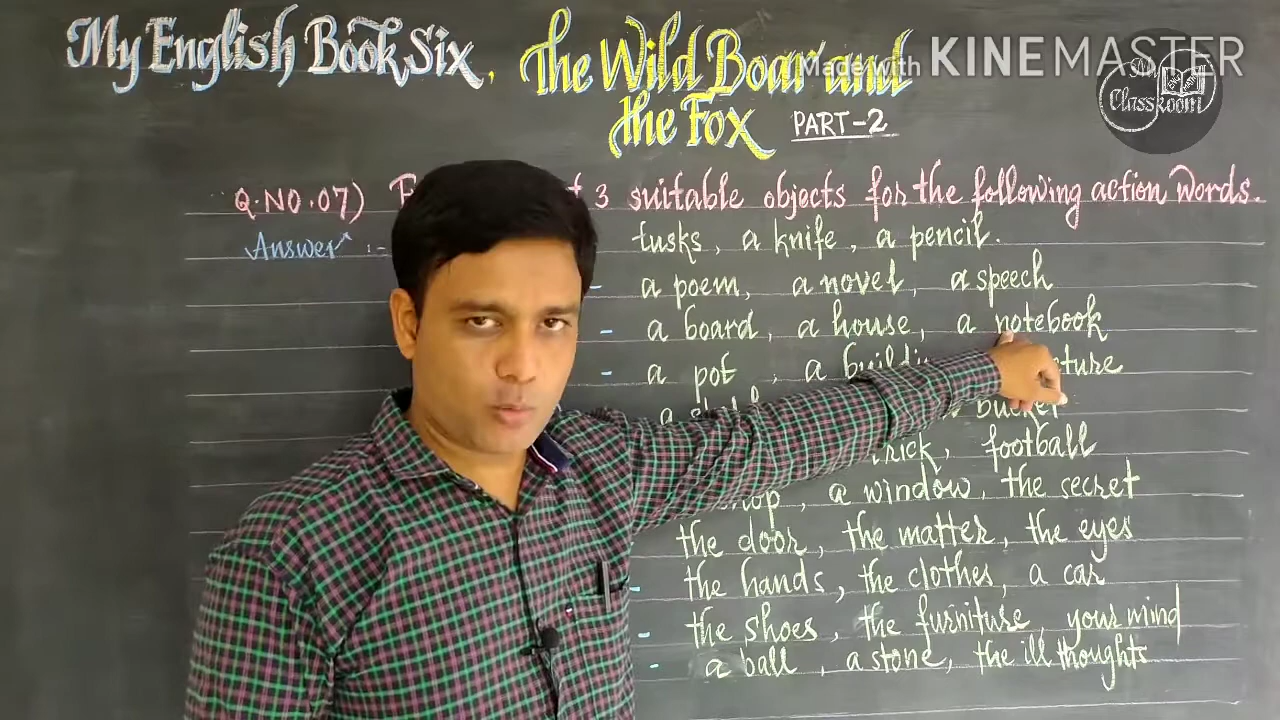 My English Book Six, The Wild Boar and
the Fox PART-2
Made with KINEMASTER
My Classroom
Q.NO.07) 3 suitable objects for the following action words.
Answer :- tusks, a knife, a pencil.
- a poem, a novel, a speech
- a board, a house, a notebook
- a pot, a
a bucket
football
a window, the secret
the door, the matter, the eyes
- the hands, the clothes, a car
- the shoes, the furniture, your mind
- a ball, a stone, the ill thoughts